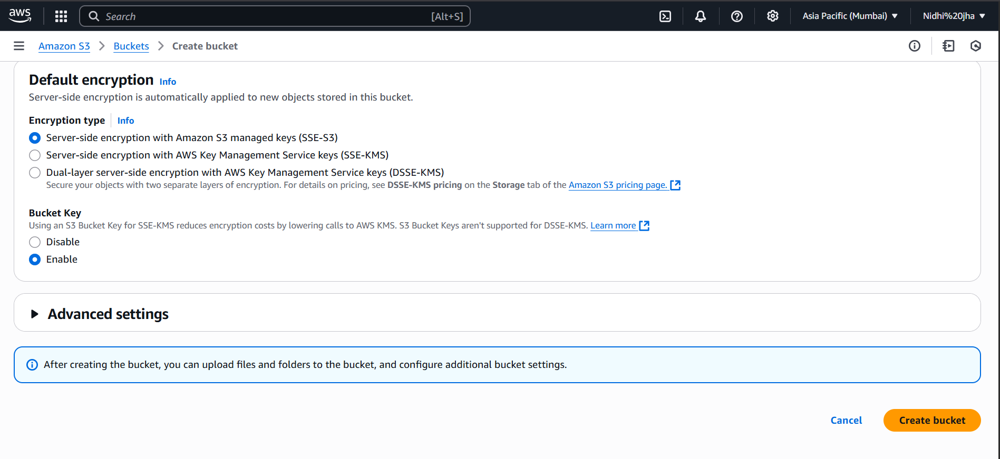 aws
Search [Alt+S] Asia Pacific (Mumbai) Nidhi%20jha
Amazon S3 Buckets Create bucket
Default encryption Info
Server-side encryption is automatically applied to new objects stored in this bucket.
Encryption type Info
Server-side encryption with Amazon S3 managed keys (SSE-S3)
Server-side encryption with AWS Key Management Service keys (SSE-KMS)
Dual-layer server-side encryption with AWS Key Management Service keys (DSSE-KMS)
Secure your objects with two separate layers of encryption. For details on pricing, see DSSE-KMS pricing on the Storage tab of the Amazon S3 pricing page.
Bucket Key
Using an S3 Bucket Key for SSE-KMS reduces encryption costs by lowering calls to AWS KMS. S3 Bucket Keys aren't supported for DSSE-KMS. Learn more
Disable
Enable
Advanced settings
After creating the bucket, you can upload files and folders to the bucket, and configure additional bucket settings.
Cancel Create bucket